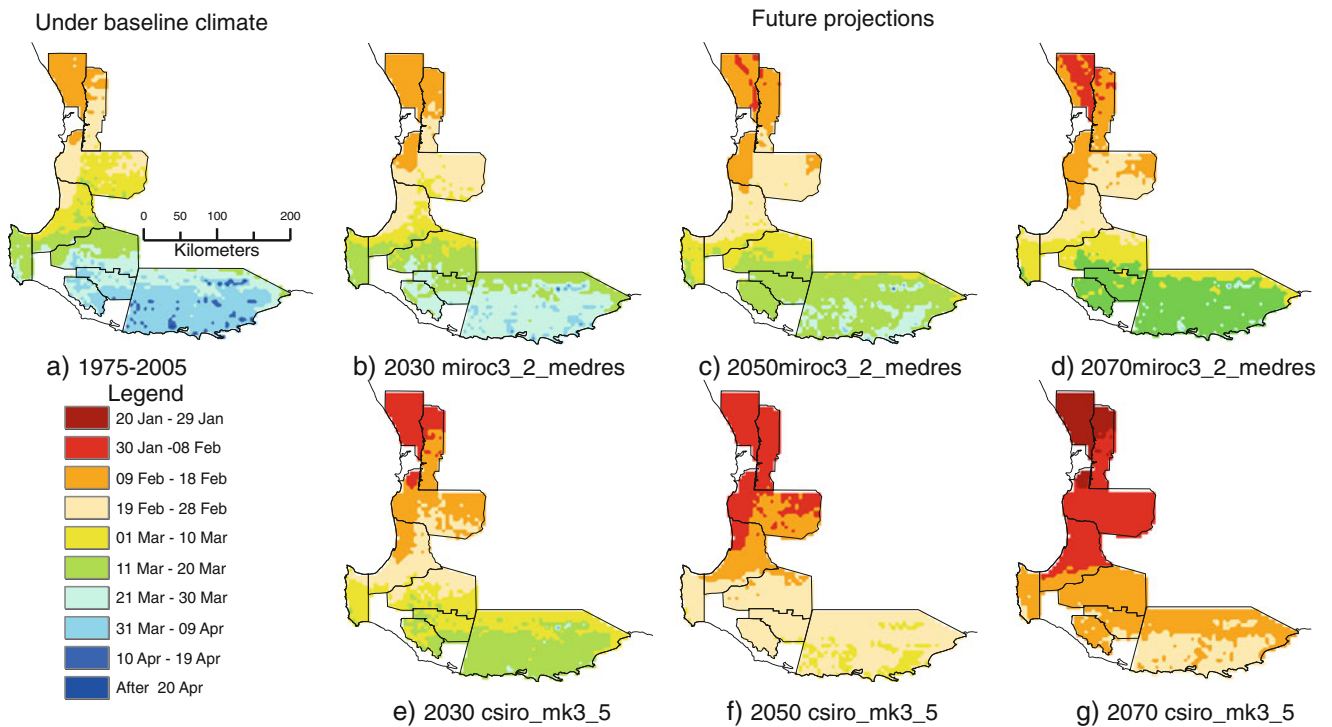 Under baseline climate
Future projections
0 50 100 200
Kilometers
a) 1975-2005
b) 2030 miroc3_2_medres
c) 2050miroc3_2_medres
d) 2070miroc3_2_medres
Legend
20 Jan - 29 Jan
30 Jan -08 Feb
09 Feb - 18 Feb
19 Feb - 28 Feb
01 Mar - 10 Mar
11 Mar - 20 Mar
21 Mar - 30 Mar
31 Mar - 09 Apr
10 Apr - 19 Apr
After 20 Apr
e) 2030 csiro_mk3_5
f) 2050 csiro_mk3_5
g) 2070 csiro_mk3_5